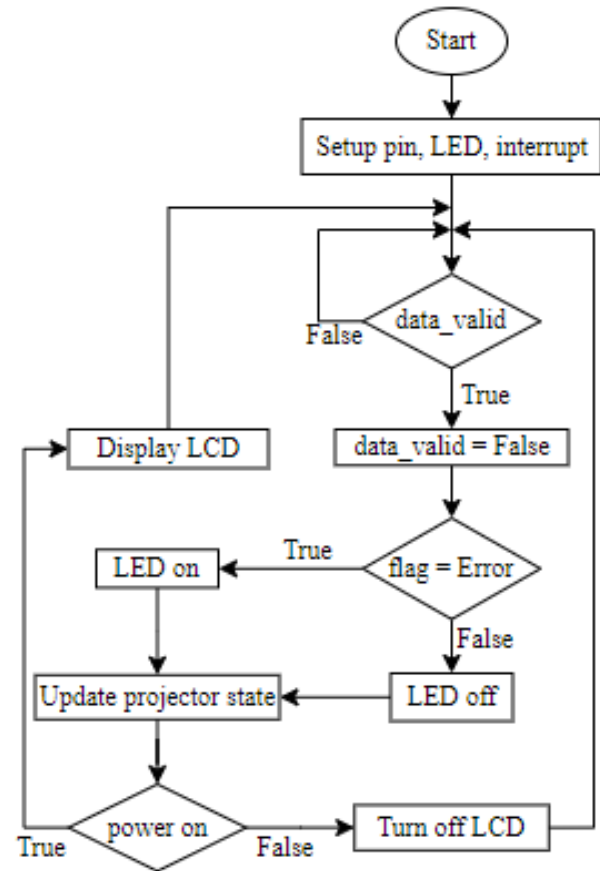 Start
Setup pin, LED, interrupt
data_valid
False
True
Display LCD
data_valid = False
True
LED on
flag = Error
False
Update projector state
LED off
power on
True
False
Turn off LCD